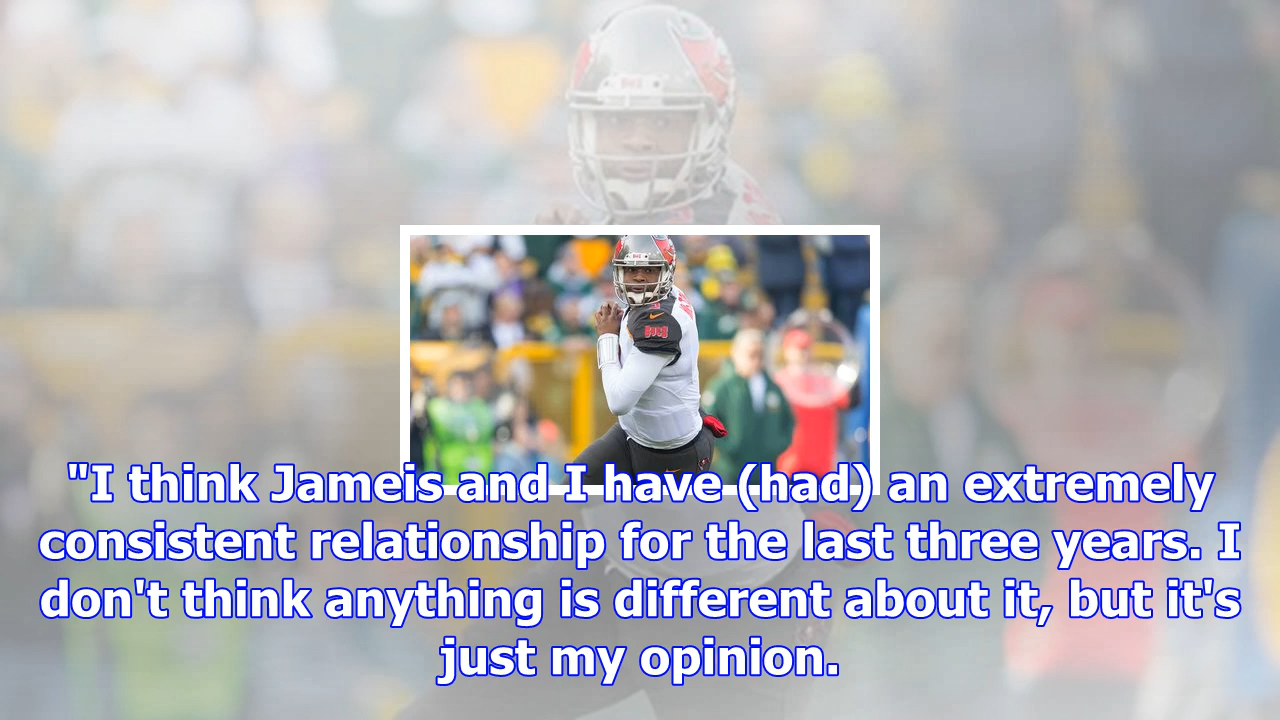 "I think Jameis and I have (had) an extremely
consistent relationship for the last three years. I
don't think anything is different about it, but it's
just my opinion.